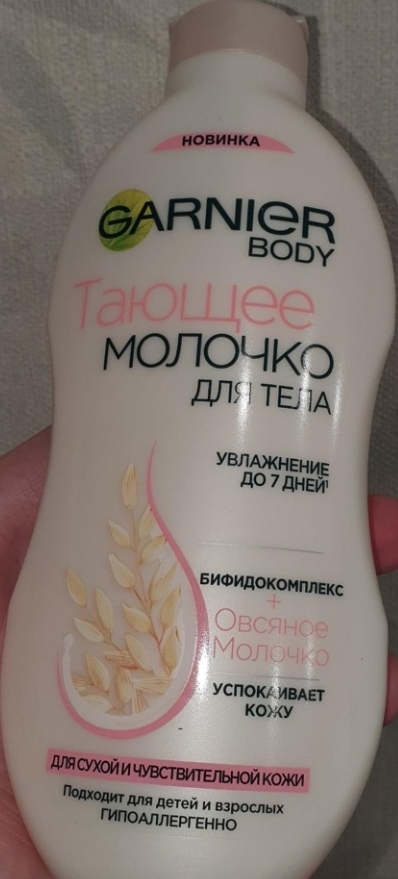 НОВИНКА
GARNIER
BODY
Тающее
МОЛОЧКО
ДЛЯ ТЕЛА
УВЛАЖНЕНИЕ
ДО 7 ДНЕЙ¹
БИФИДОКОМПЛЕКС
+
Овсяное
Молочко
УСПОКАИВАЕТ
КОЖУ
ДЛЯ СУХОЙ И ЧУВСТВИТЕЛЬНОЙ КОЖИ
Подходит для детей и взрослых
ГИПОАЛЛЕРГЕННО